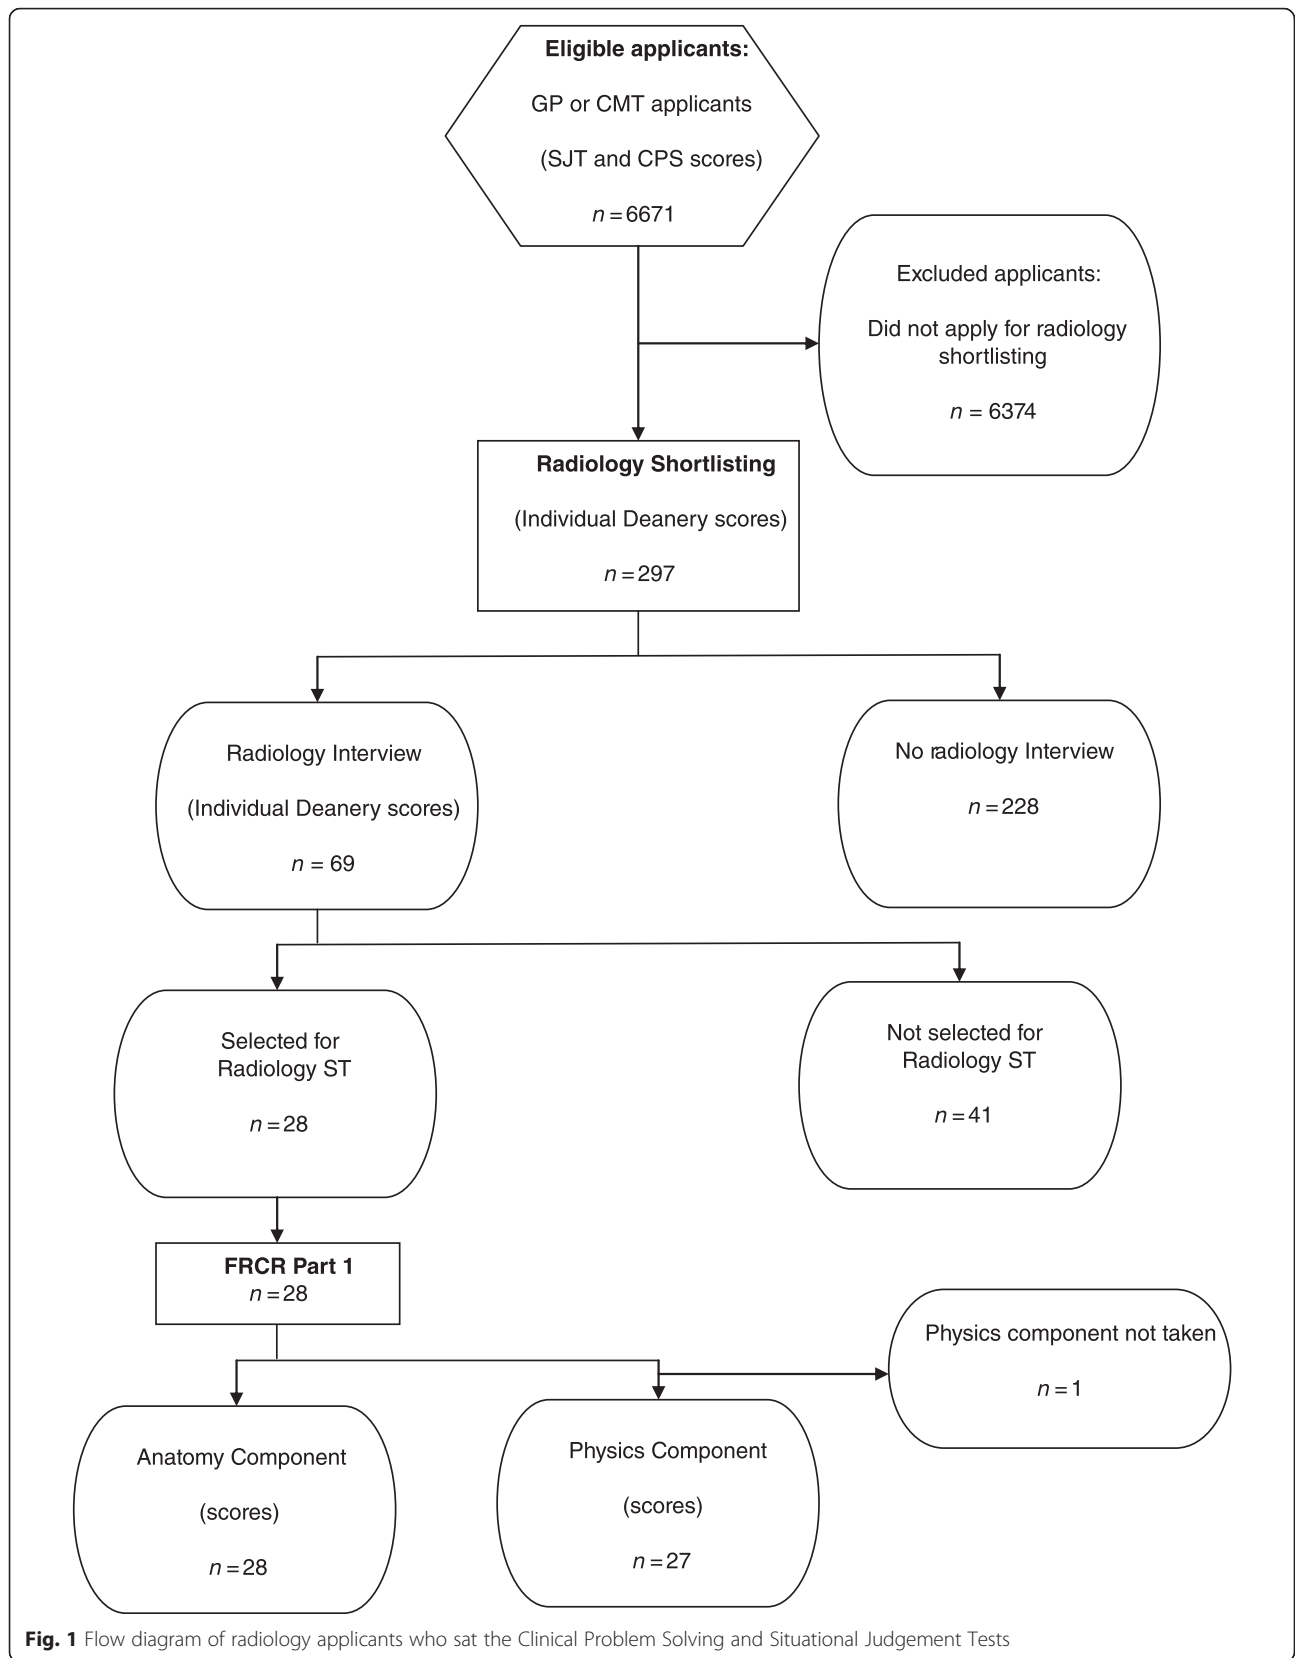 Eligible applicants:
GP or CMT applicants
(SJT and CPS scores)
n = 6671
Excluded applicants:
Did not apply for radiology
shortlisting
n = 6374
Radiology Shortlisting
(Individual Deanery scores)
n = 297
Radiology Interview
(Individual Deanery scores)
n = 69
No radiology Interview
n = 228
Selected for
Radiology ST
n = 28
Not selected for
Radiology ST
n = 41
FRCR Part 1
n = 28
Physics component not taken
n = 1
Anatomy Component
(scores)
n = 28
Physics Component
(scores)
n = 27
Fig. 1 Flow diagram of radiology applicants who sat the Clinical Problem Solving and Situational Judgement Tests